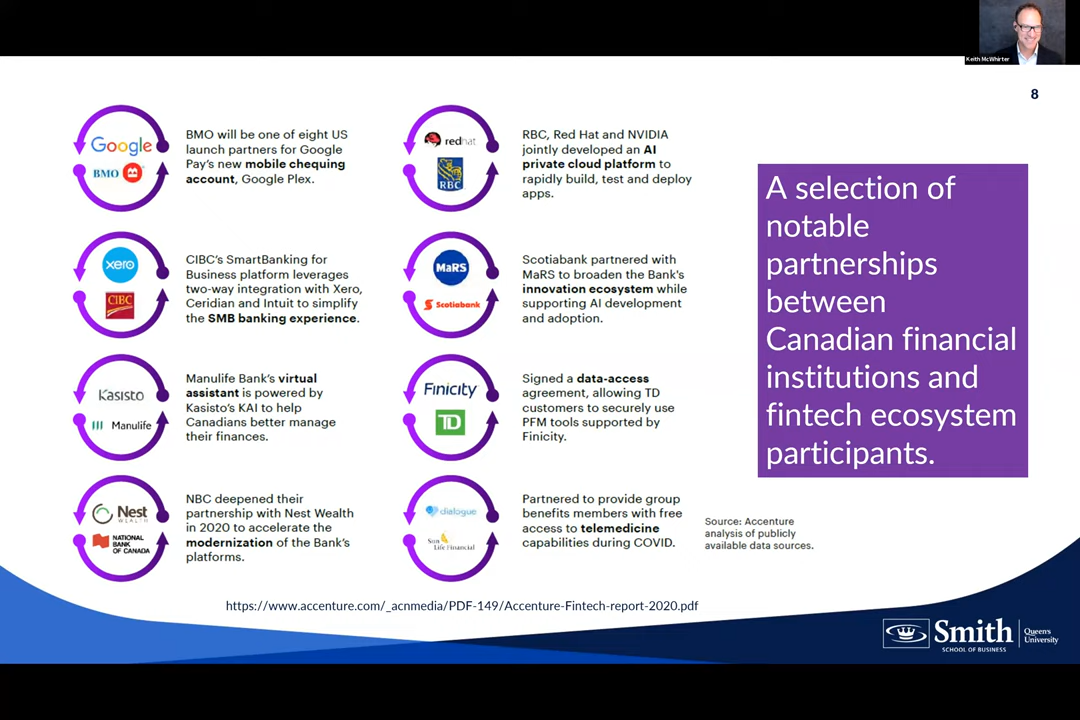 Keith McWhirter
8
Google
BMO
BMO will be one of eight US
launch partners for Google
Pay's new mobile chequing
account, Google Plex.
redhat
RBC
RBC, Red Hat and NVIDIA
jointly developed an AI
private cloud platform to
rapidly build, test and deploy
apps.
xero
CIBC
CIBC's SmartBanking for
Business platform leverages
two-way integration with Xero,
Ceridian and Intuit to simplify
the SMB banking experience.
MaRS
Scotiabank
Scotiabank partnered with
MaRS to broaden the Bank's
innovation ecosystem while
supporting AI development
and adoption.
Kasisto
Manulife
Manulife Bank's virtual
assistant is powered by
Kasisto's KAI to help
Canadians better manage
their finances.
Finicity
TD
Signed a data-access
agreement, allowing TD
customers to securely use
PFM tools supported by
Finicity.
Nest
WEALTH
NATIONAL
BANK
OF CANADA
NBC deepened their
partnership with Nest Wealth
in 2020 to accelerate the
modernization of the Bank's
platforms.
dialogue
Sun
Life Financial
Partnered to provide group
benefits members with free
access to telemedicine
capabilities during COVID.
A selection of
notable
partnerships
between
Canadian financial
institutions and
fintech ecosystem
participants.
Source: Accenture
analysis of publicly
available data sources.
https://www.accenture.com/_acnmedia/PDF-149/Accenture-Fintech-report-2020.pdf
Smith
SCHOOL OF BUSINESS
Queen's
University